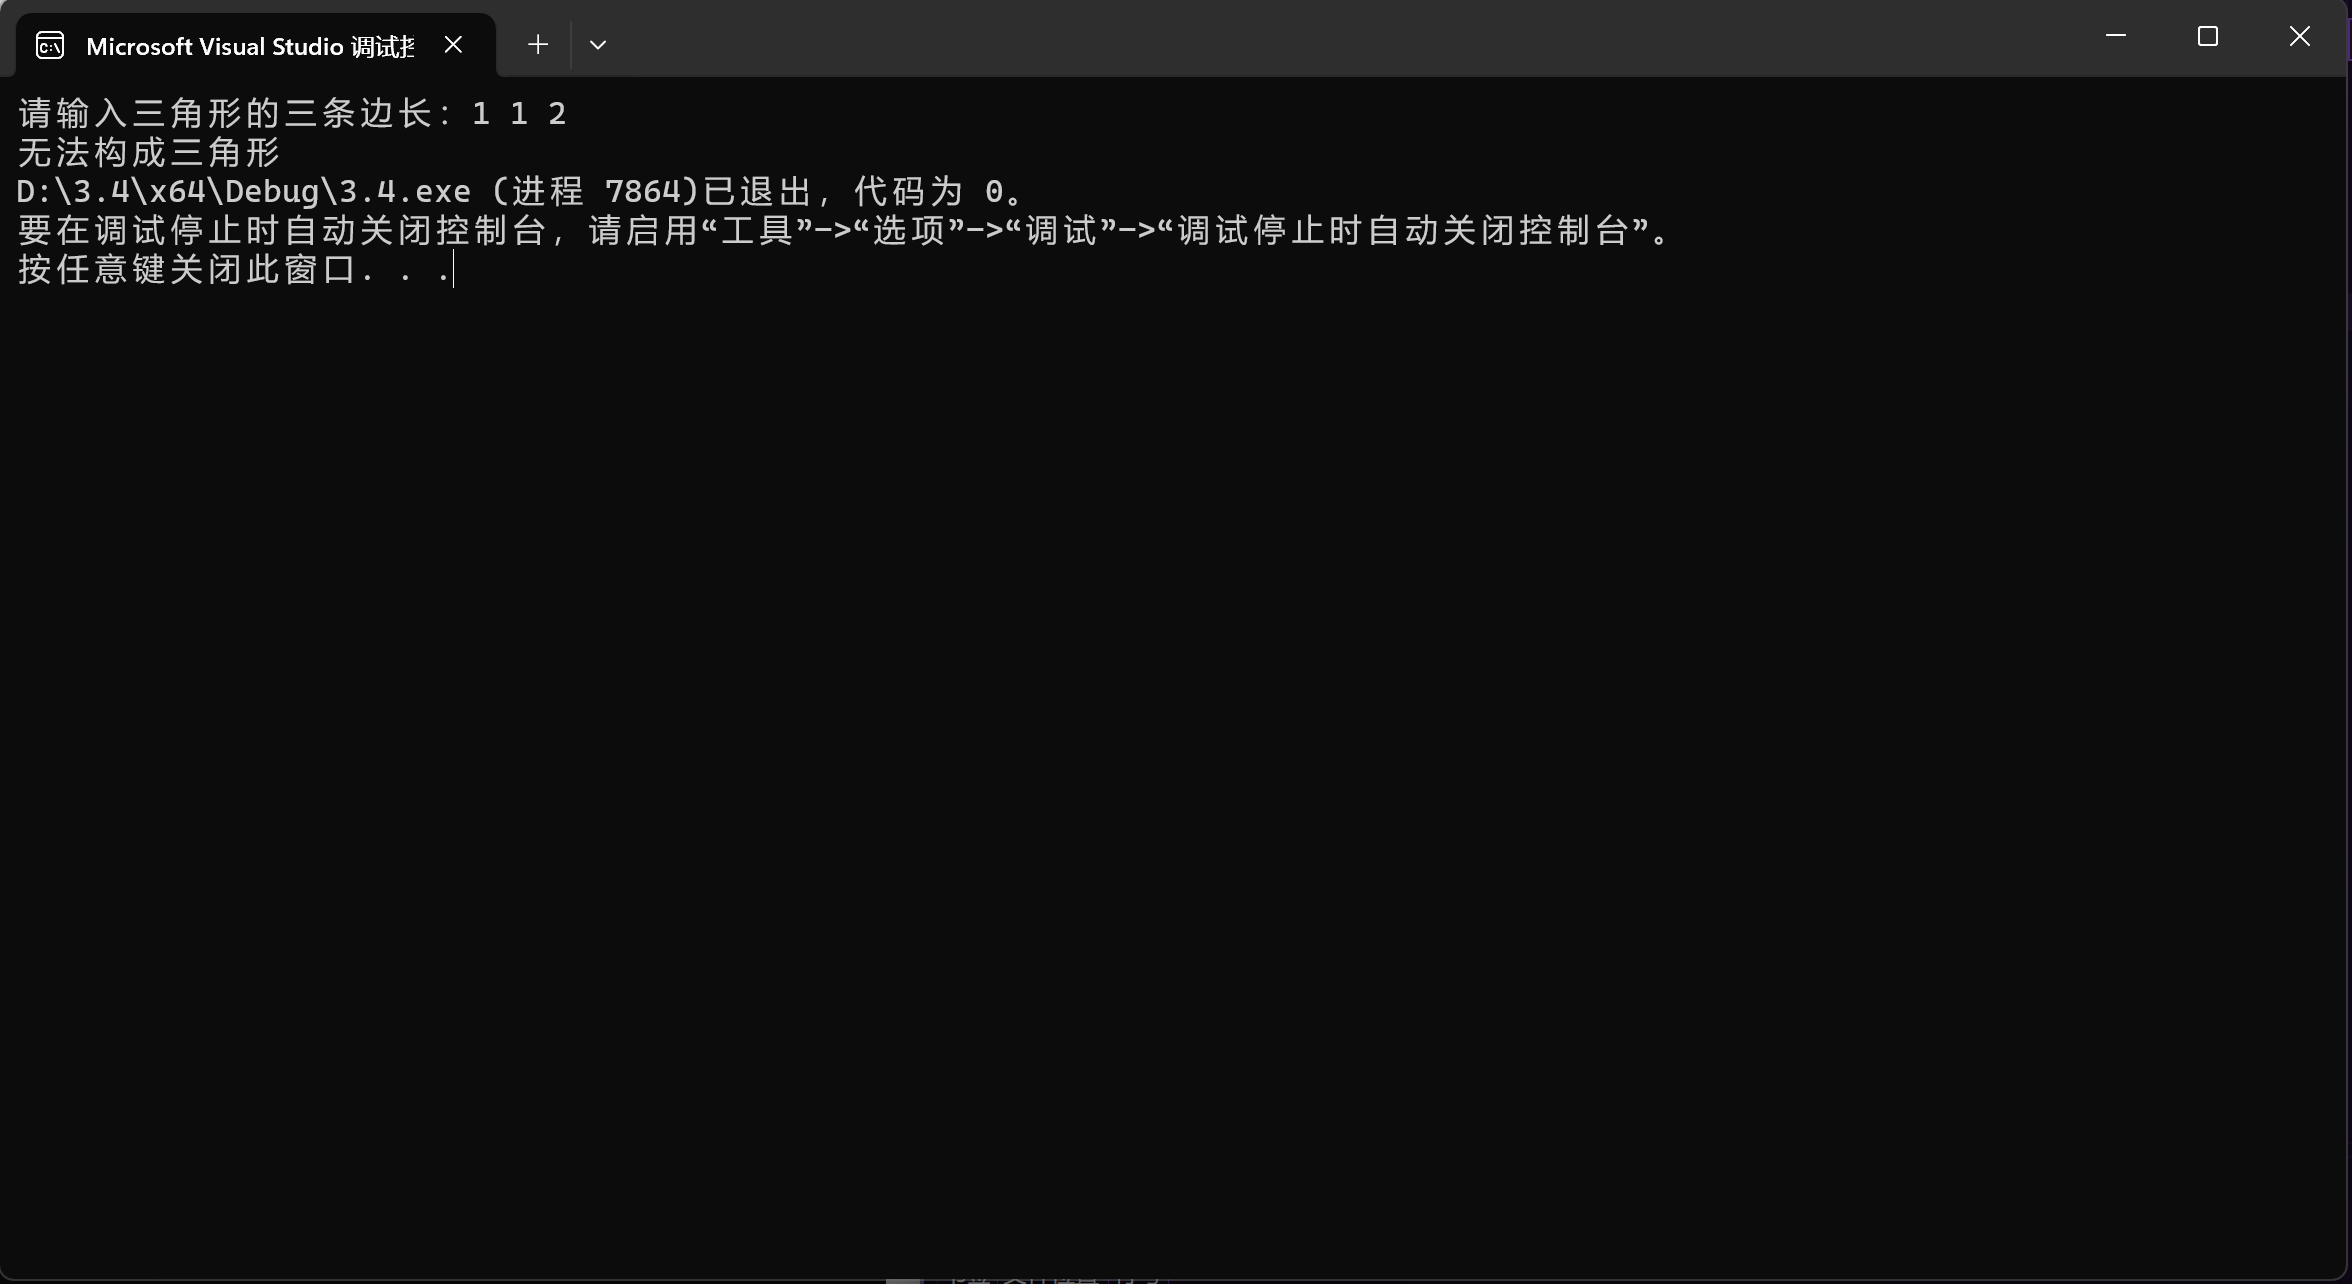 Microsoft Visual Studio 调试
请输入三角形的三条边长：1 1 2
无法构成三角形
D:\3.4\x64\Debug\3.4.exe (进程 7864)已退出，代码为 0。
要在调试停止时自动关闭控制台，请启用“工具”->“选项”->“调试”->“调试停止时自动关闭控制台”。
按任意键关闭此窗口. . .